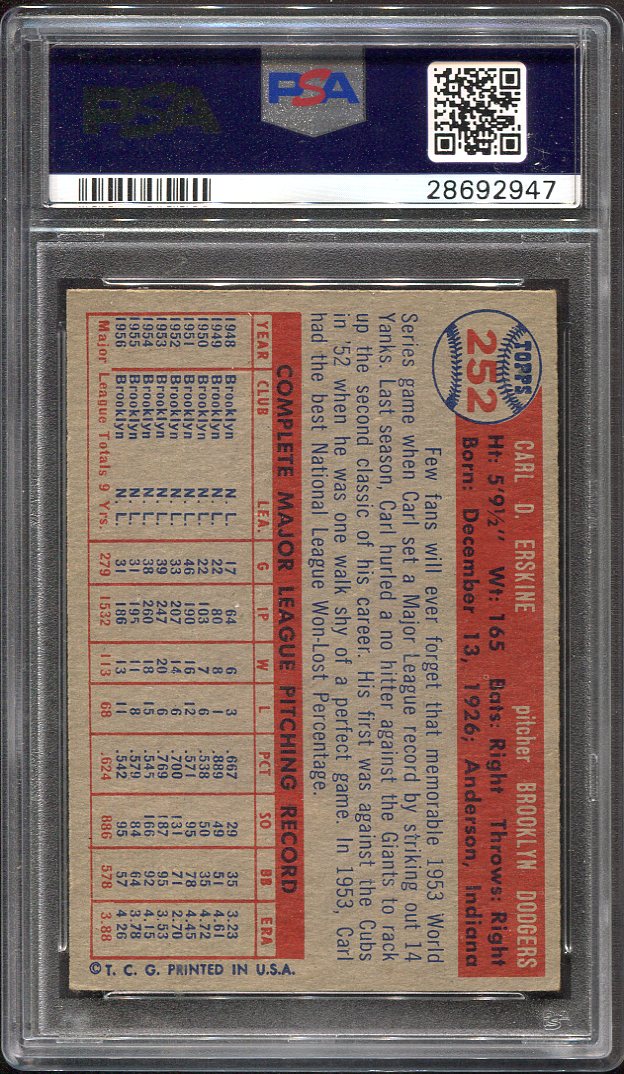 PSA
PSA
28692947
TOPPS
252
CARL D. ERSKINE pitcher BROOKLYN DODGERS
Ht: 5'9½" Wt: 165 Bats: Right Throws: Right
Born: December 13, 1926; Anderson, Indiana
Few fans will ever forget that memorable 1953 World
Series game when Carl set a Major League record by striking out 14
Yanks. Last season, Carl hurled a no hitter against the Giants to rack
up the second classic of his career. His first was against the Cubs
in '52 when he was one walk shy of a perfect game. In 1953, Carl
had the best National League Won-Lost Percentage.
COMPLETE MAJOR LEAGUE PITCHING RECORD
YEAR CLUB LEA. G IP W L PCT SO BB ERA
1948 Brooklyn N. L. 17 64 6 3 .667 29 35 3.23
1949 Brooklyn N. L. 22 80 8 1 .889 49 51 4.61
1950 Brooklyn N. L. 22 103 7 6 .538 50 35 4.72
1951 Brooklyn N. L. 46 190 16 12 .571 95 78 4.45
1952 Brooklyn N. L. 33 207 14 6 .700 131 71 2.70
1953 Brooklyn N. L. 39 247 20 6 .769 187 95 3.53
1954 Brooklyn N. L. 38 260 18 15 .545 166 92 4.15
1955 Brooklyn N. L. 31 195 11 8 .579 84 64 3.78
1956 Brooklyn N. L. 31 186 13 11 .542 95 57 4.26
Major League Totals 9 Yrs. 279 1532 113 68 .624 886 578 3.88
© T. C. G. PRINTED IN U.S.A.